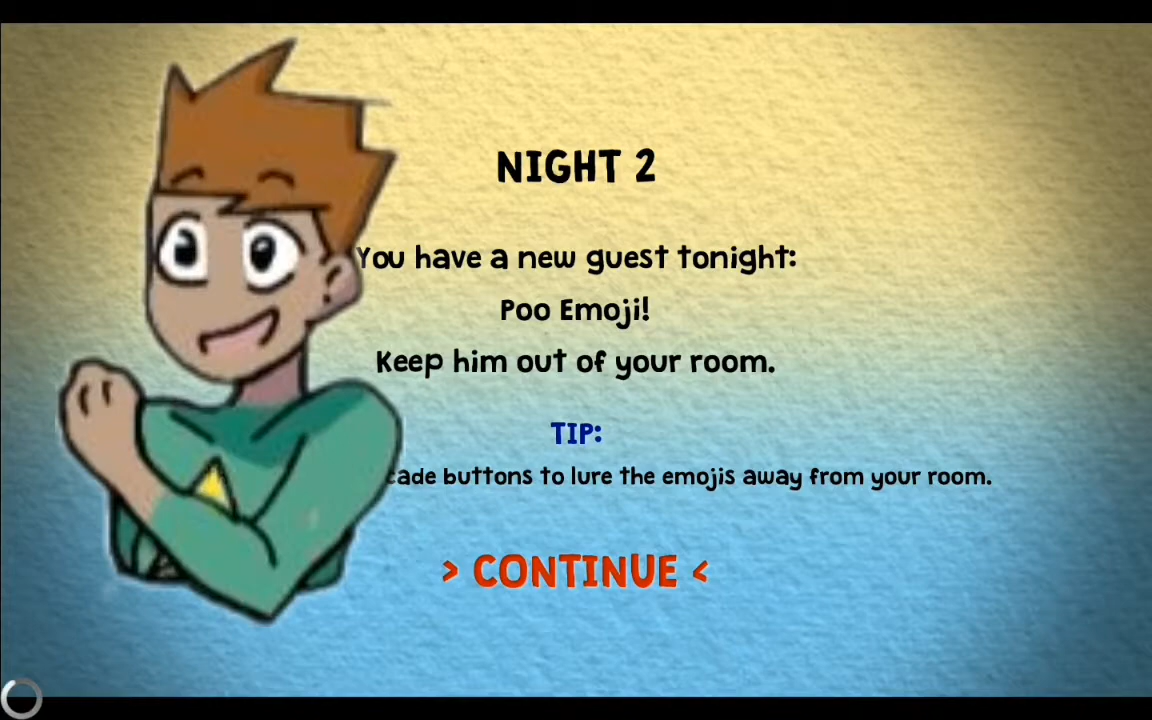 NIGHT 2
You have a new guest tonight:
Poo Emoji!
Keep him out of your room.
TIP:
buttons to lure the emojis away from your room.
> CONTINUE <